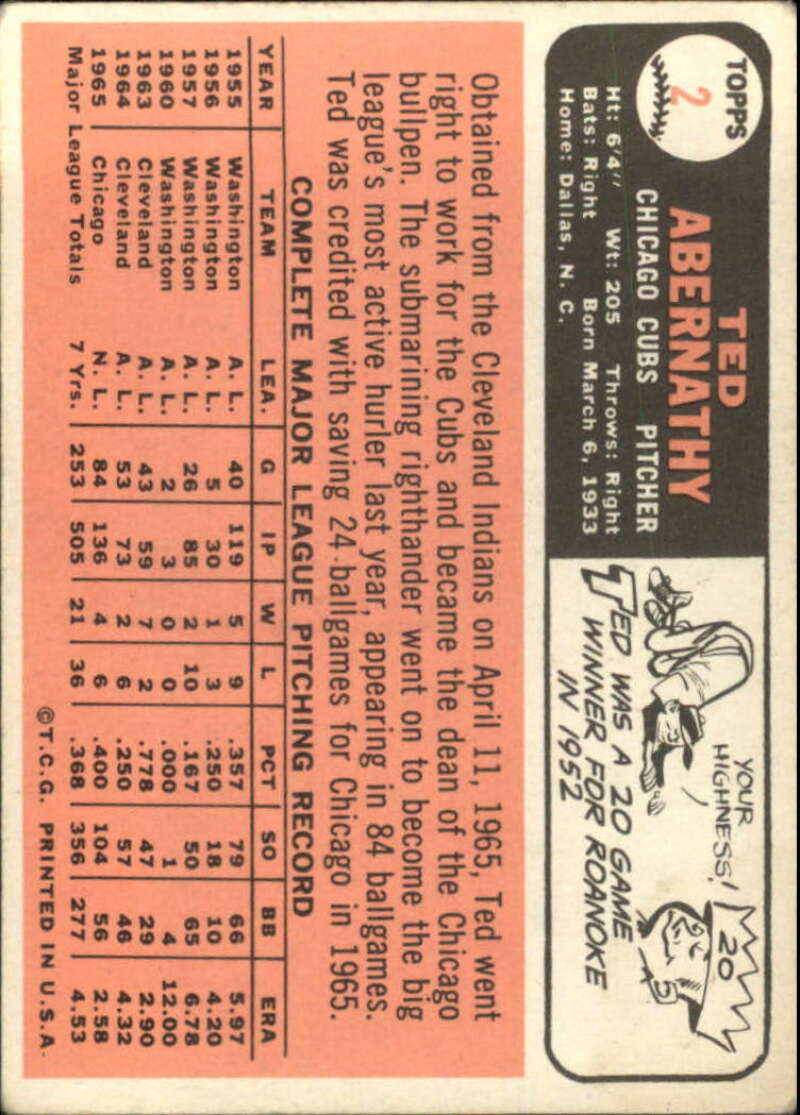 TOPPS
2
TED
ABERNATHY
CHICAGO CUBS PITCHER
Ht: 6'4" Wt: 205 Throws: Right
Bats: Right Born March 6, 1933
Home: Dallas, N. C.
YOUR
HIGHNESS!
20
TED WAS A 20 GAME
WINNER FOR ROANOKE
IN 1952
Obtained from the Cleveland Indians on April 11, 1965, Ted went
right to work for the Cubs and became the dean of the Chicago
bullpen. The submarining righthander went on to become the big
league's most active hurler last year, appearing in 84 ballgames.
Ted was credited with saving 24 ballgames for Chicago in 1965.
COMPLETE MAJOR LEAGUE PITCHING RECORD
YEAR TEAM LEA. G IP W L PCT SO BB ERA
1955 Washington A. L. 40 119 5 9 .357 79 66 5.97
1956 Washington A. L. 5 30 1 3 .250 18 10 4.20
1957 Washington A. L. 26 85 2 10 .167 50 65 6.78
1960 Washington A. L. 2 3 0 0 .000 1 4 12.00
1963 Cleveland A. L. 43 59 7 2 .778 47 29 2.90
1964 Cleveland A. L. 53 73 2 6 .250 57 46 4.32
1965 Chicago N. L. 84 136 4 6 .400 104 56 2.58
Major League Totals 7 Yrs. 253 505 21 36 .368 356 277 4.53
©T.C.G. PRINTED IN U.S.A.